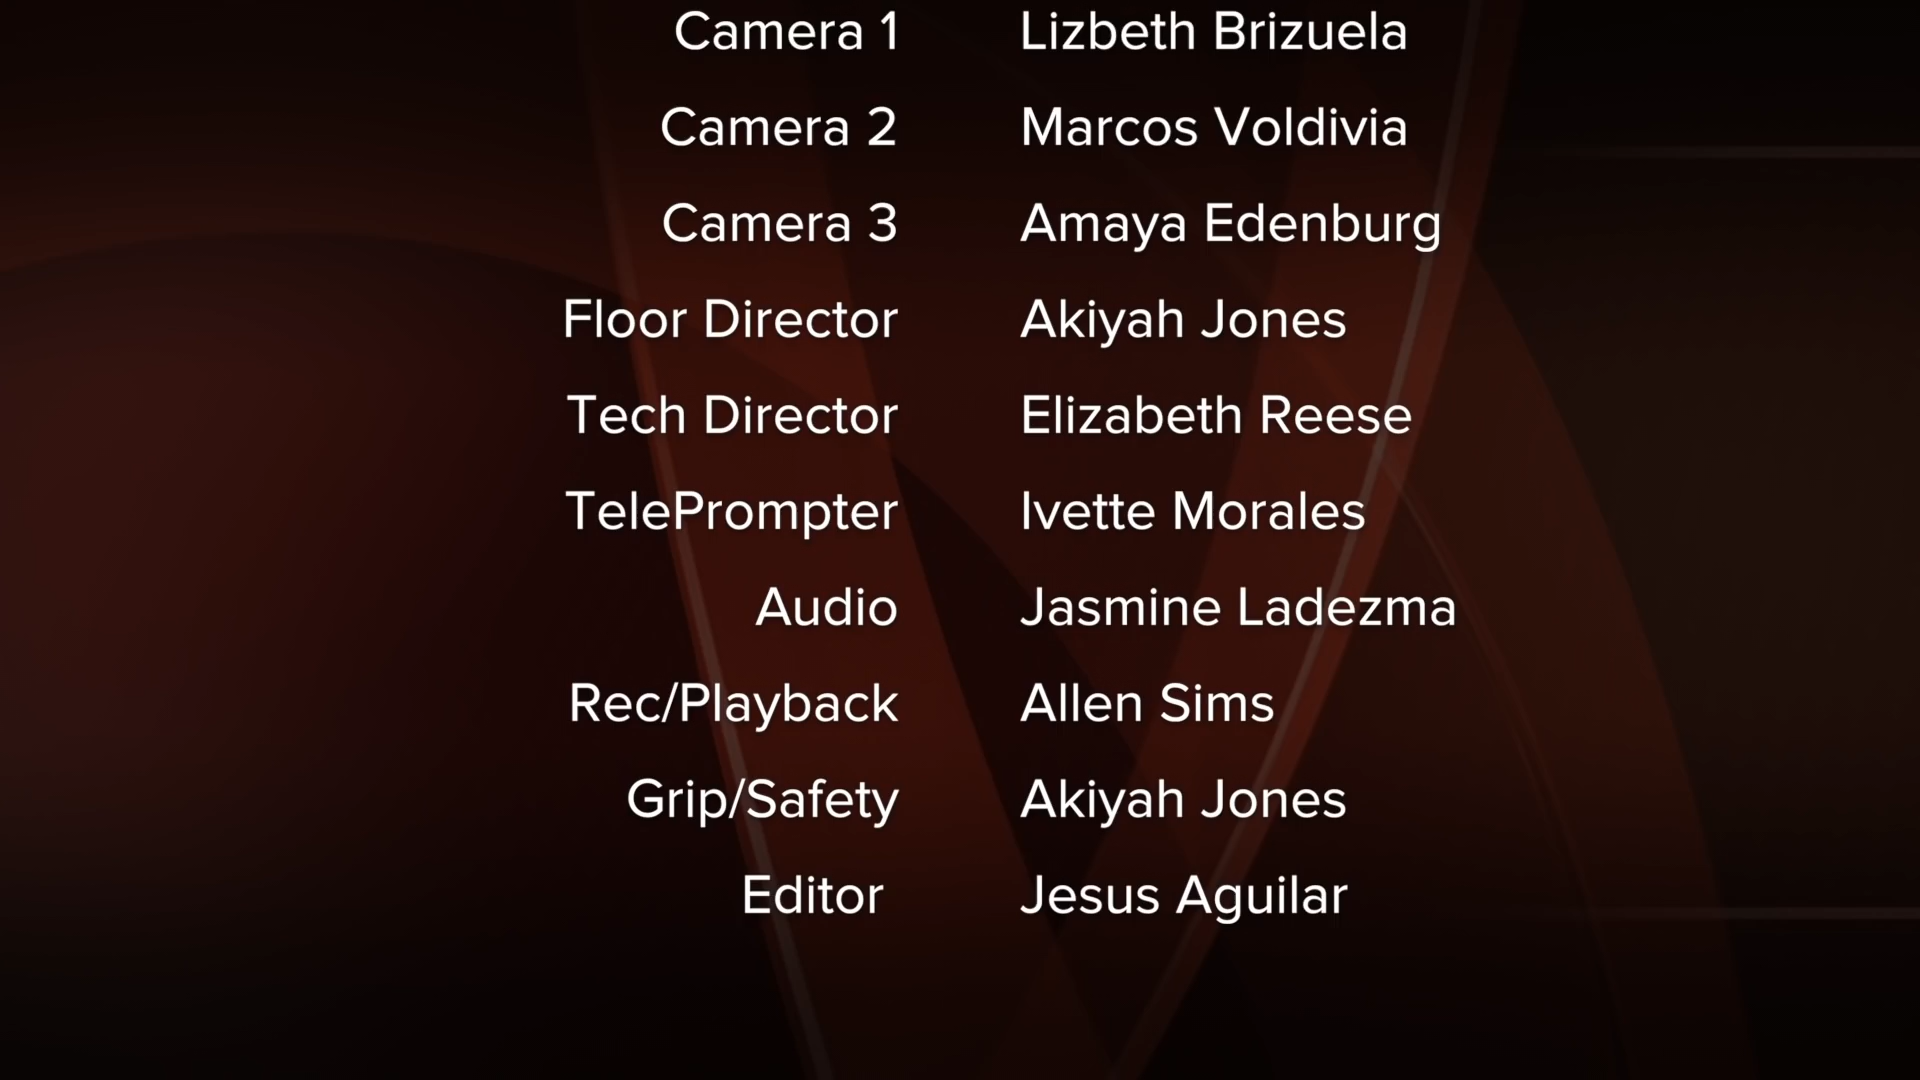 Camera 1 Lizbeth Brizuela
Camera 2 Marcos Voldivia
Camera 3 Amaya Edenburg
Floor Director Akiyah Jones
Tech Director Elizabeth Reese
TelePrompter Ivette Morales
Audio Jasmine Ladezma
Rec/Playback Allen Sims
Grip/Safety Akiyah Jones
Editor Jesus Aguilar